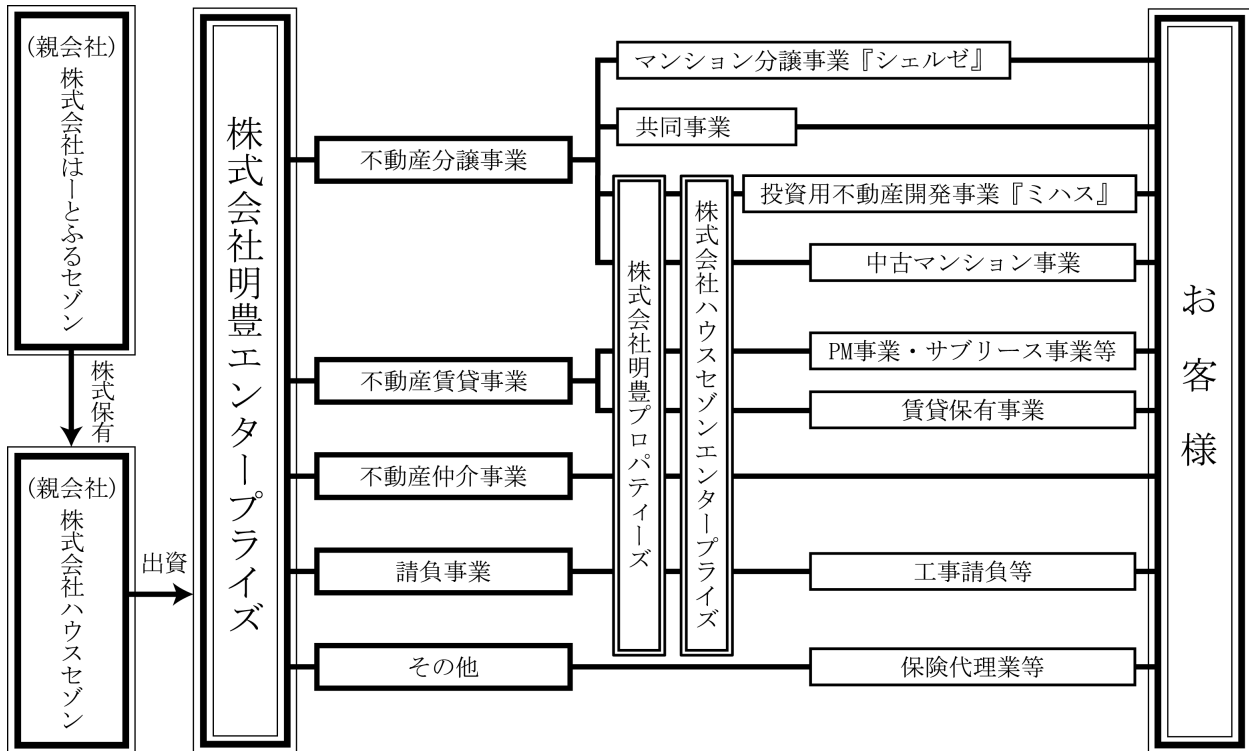 (親会社)
株式会社はーとふるセゾン
株式保有
(親会社)
株式会社ハウスセゾン
出資
株式会社明豊エンタープライズ
不動産分譲事業
不動産賃貸事業
不動産仲介事業
請負事業
その他
株式会社明豊プロパティーズ
株式会社ハウスセゾンエンタープライズ
マンション分譲事業『シェルゼ』
共同事業
投資用不動産開発事業『ミハス』
中古マンション事業
PM事業・サブリース事業等
賃貸保有事業
工事請負等
保険代理業等
お客様